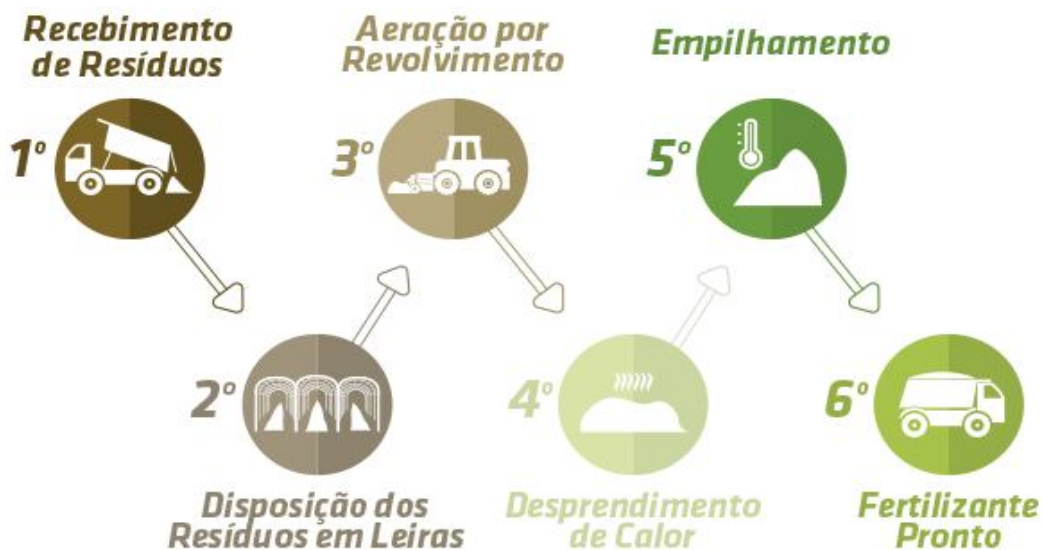 Recebimento
de Resíduos
1º
Disposição dos
Resíduos em Leiras
2º
Aeração por
Revolvimento
3º
Desprendimento
de Calor
4º
Empilhamento
5º
Fertilizante
Pronto
6º